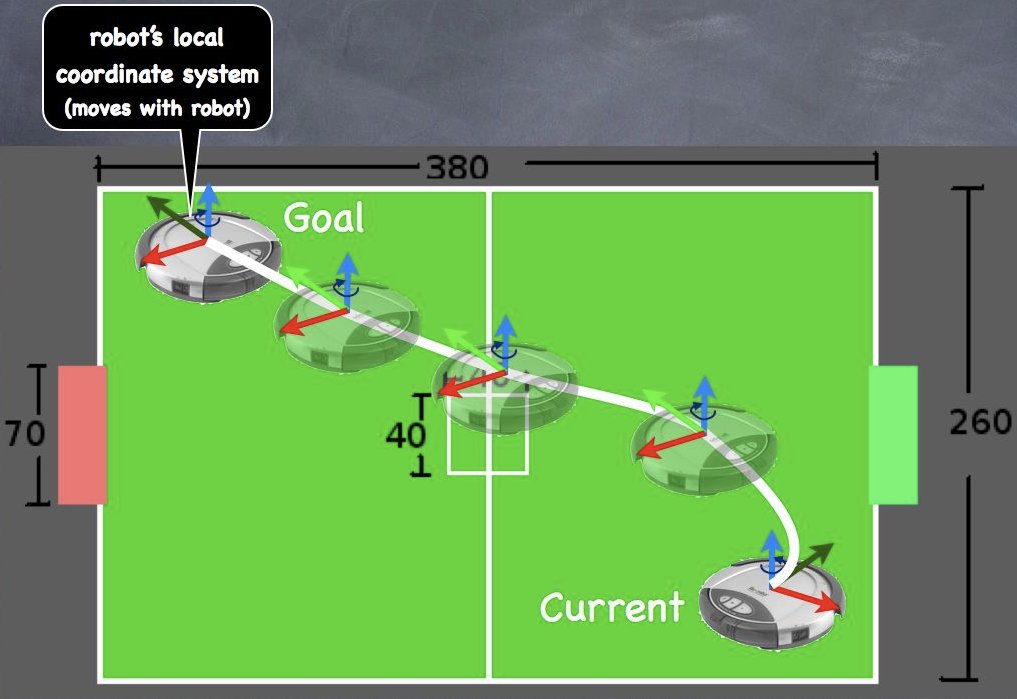 robot's local
coordinate system
(moves with robot)
380
Goal
70
40
260
Current